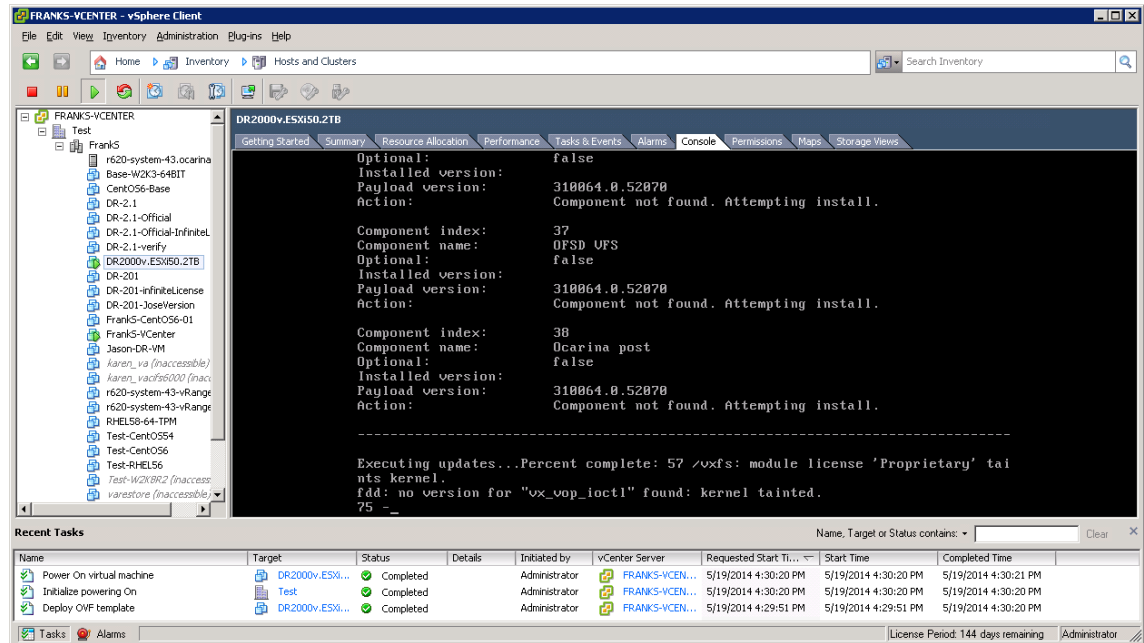 FRANKS-VCENTER - vSphere Client
File Edit View Inventory Administration Plug-ins Help
Home Inventory Hosts and Clusters
Search Inventory
FRANKS-VCENTER
Test
FrankS
r620-system-43.ocarina
Base-W2K3-64BIT
CentOS6-Base
DR-2.1
DR-2.1-Official
DR-2.1-Official-InfiniteL
DR-2.1-verify
DR2000v.ESXi50.2TB
DR-201
DR-201-infiniteLicense
DR-201-JoseVersion
FrankS-CentOS6-01
FrankS-VCenter
Jason-DR-VM
karen_va (inaccessible)
karen_vacifs6000 (inacc
r620-system-43-vRange
r620-system-43-vRange
RHEL58-64-TPM
Test-CentOS54
Test-CentOS6
Test-RHEL56
Test-W2K8R2 (inaccess
varestore (inaccessible)
DR2000v.ESXi50.2TB
Getting Started Summary Resource Allocation Performance Tasks & Events Alarms Console Permissions Maps Storage Views
Optional: false
Installed version:
Payload version: 310064.0.52070
Action: Component not found. Attempting install.
Component index: 37
Component name: OFSD VFS
Optional: false
Installed version:
Payload version: 310064.0.52070
Action: Component not found. Attempting install.
Component index: 38
Component name: Ocarina post
Optional: false
Installed version:
Payload version: 310064.0.52070
Action: Component not found. Attempting install.
--------------------------------------------------------------------------------
Executing updates...Percent complete: 57 /vxfs: module license 'Proprietary' tai
nts kernel.
fdd: no version for "vx_vop_ioctl" found: kernel tainted.
75 -_
Recent Tasks
Name, Target or Status contains: Clear
Name Target Status Details Initiated by vCenter Server Requested Start Ti... Start Time Completed Time
Power On virtual machine DR2000v.ESXi... Completed Administrator FRANKS-VCEN... 5/19/2014 4:30:20 PM 5/19/2014 4:30:20 PM 5/19/2014 4:30:21 PM
Initialize powering On Test Completed Administrator FRANKS-VCEN... 5/19/2014 4:30:20 PM 5/19/2014 4:30:20 PM 5/19/2014 4:30:20 PM
Deploy OVF template DR2000v.ESXi... Completed Administrator FRANKS-VCEN... 5/19/2014 4:29:51 PM 5/19/2014 4:29:51 PM 5/19/2014 4:30:20 PM
Tasks Alarms License Period: 144 days remaining Administrator